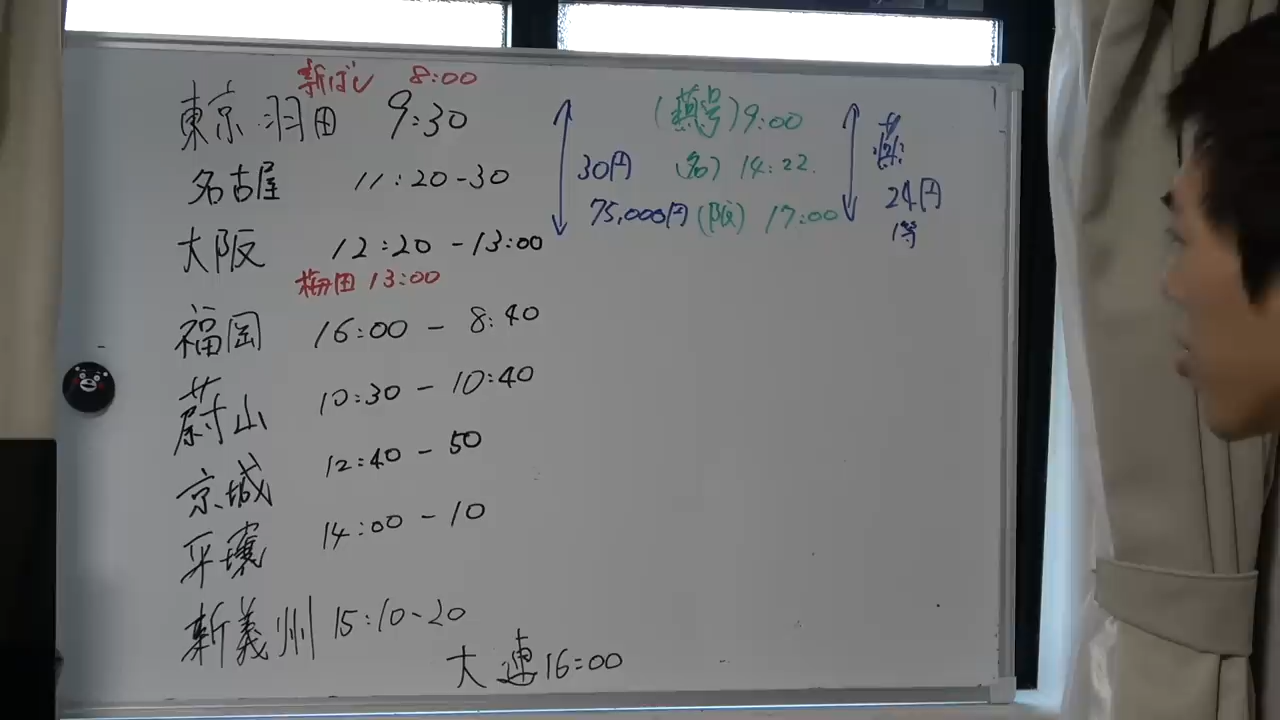 新ばし 8:00
東京 羽田 9:30
名古屋 11:20-30
大阪 12:20-13:00
梅田 13:00
福岡 16:00-8:40
蔚山 10:30-10:40
京城 12:40-50
平壌 14:00-10
新義州 15:10-20
大連 16:00
30円
75,000円
(燕号) 9:00
(名) 14:22.
(阪) 17:00
燕
24円
1等